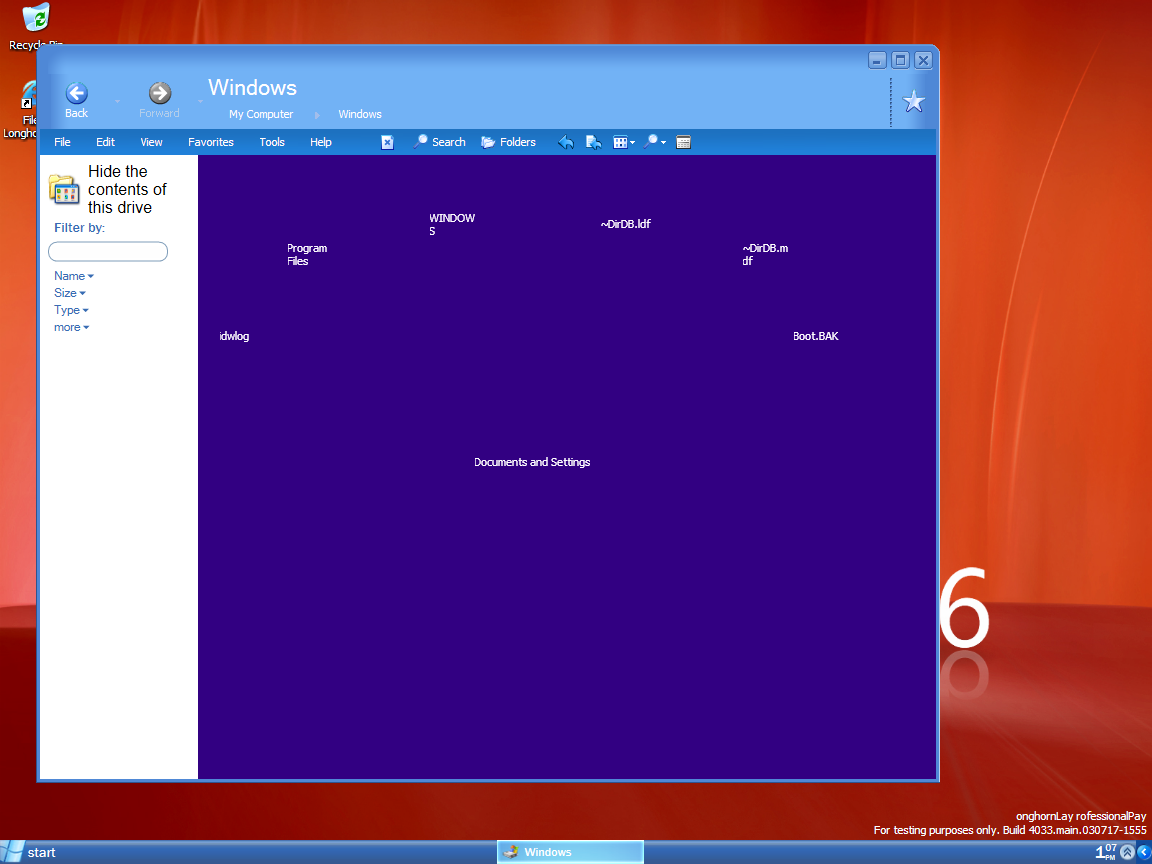 Recycle Bin
Windows
Back
Forward
My Computer
Windows
File
Edit
View
Favorites
Tools
Help
Search
Folders
File
Longho
Hide the
contents of
this drive
Filter by:
Name
Size
Type
more
WINDOW
S
~DirDB.ldf
Program
Files
~DirDB.m
df
idwlog
Boot.BAK
Documents and Settings
6
onghornLay rofessionalPay
For testing purposes only. Build 4033.main.030717-1555
start
Windows
1 07
PM